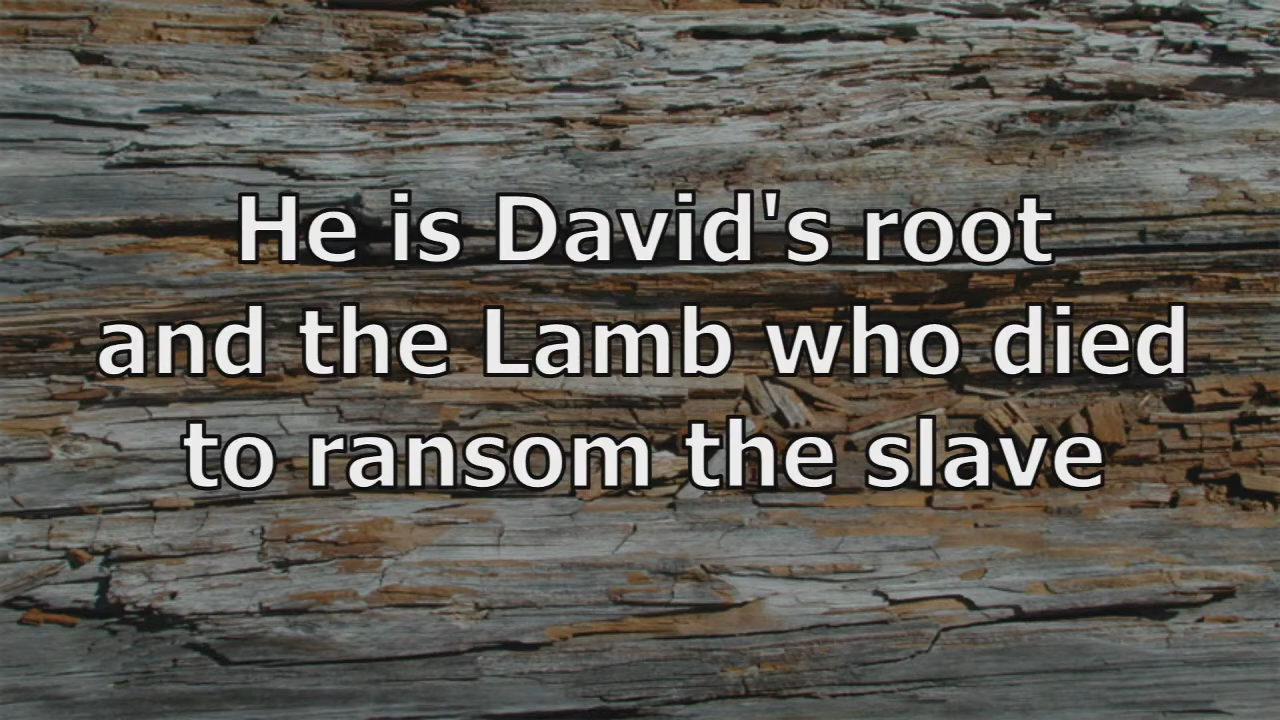 He is David's root
and the Lamb who died
to ransom the slave